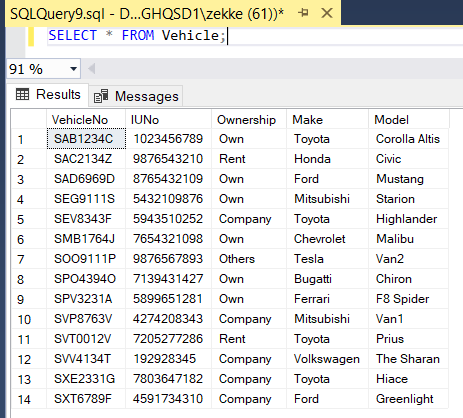 SQLQuery9.sql - D...GHQSD1\zekke (61))*
SELECT * FROM Vehicle;
91 %
Results Messages
VehicleNo IUNo Ownership Make Model
1 SAB1234C 1023456789 Own Toyota Corolla Altis
2 SAC2134Z 9876543210 Rent Honda Civic
3 SAD6969D 8765432109 Own Ford Mustang
4 SEG9111S 5432109876 Own Mitsubishi Starion
5 SEV8343F 5943510252 Company Toyota Highlander
6 SMB1764J 7654321098 Own Chevrolet Malibu
7 SOO9111P 9876567893 Others Tesla Van2
8 SPO4394O 7139431427 Own Bugatti Chiron
9 SPV3231A 5899651281 Own Ferrari F8 Spider
10 SVP8763V 4274208343 Company Mitsubishi Van1
11 SVT0012V 7205277286 Rent Toyota Prius
12 SVV4134T 192928345 Company Volkswagen The Sharan
13 SXE2331G 7803647182 Company Toyota Hiace
14 SXT6789F 4591734310 Company Ford Greenlight